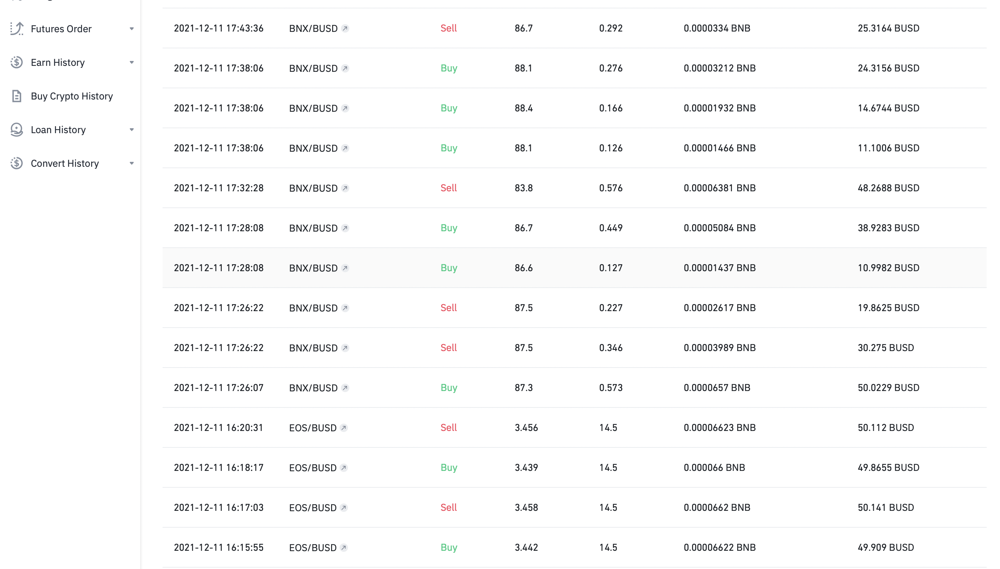 Futures Order
Earn History
Buy Crypto History
Loan History
Convert History
2021-12-11 17:43:36 BNX/BUSD Sell 86.7 0.292 0.0000334 BNB 25.3164 BUSD
2021-12-11 17:38:06 BNX/BUSD Buy 88.1 0.276 0.00003212 BNB 24.3156 BUSD
2021-12-11 17:38:06 BNX/BUSD Buy 88.4 0.166 0.00001932 BNB 14.6744 BUSD
2021-12-11 17:38:06 BNX/BUSD Buy 88.1 0.126 0.00001466 BNB 11.1006 BUSD
2021-12-11 17:32:28 BNX/BUSD Sell 83.8 0.576 0.00006381 BNB 48.2688 BUSD
2021-12-11 17:28:08 BNX/BUSD Buy 86.7 0.449 0.00005084 BNB 38.9283 BUSD
2021-12-11 17:28:08 BNX/BUSD Buy 86.6 0.127 0.00001437 BNB 10.9982 BUSD
2021-12-11 17:26:22 BNX/BUSD Sell 87.5 0.227 0.00002617 BNB 19.8625 BUSD
2021-12-11 17:26:22 BNX/BUSD Sell 87.5 0.346 0.00003989 BNB 30.275 BUSD
2021-12-11 17:26:07 BNX/BUSD Buy 87.3 0.573 0.0000657 BNB 50.0229 BUSD
2021-12-11 16:20:31 EOS/BUSD Sell 3.456 14.5 0.00006623 BNB 50.112 BUSD
2021-12-11 16:18:17 EOS/BUSD Buy 3.439 14.5 0.000066 BNB 49.8655 BUSD
2021-12-11 16:17:03 EOS/BUSD Sell 3.458 14.5 0.0000662 BNB 50.141 BUSD
2021-12-11 16:15:55 EOS/BUSD Buy 3.442 14.5 0.00006622 BNB 49.909 BUSD